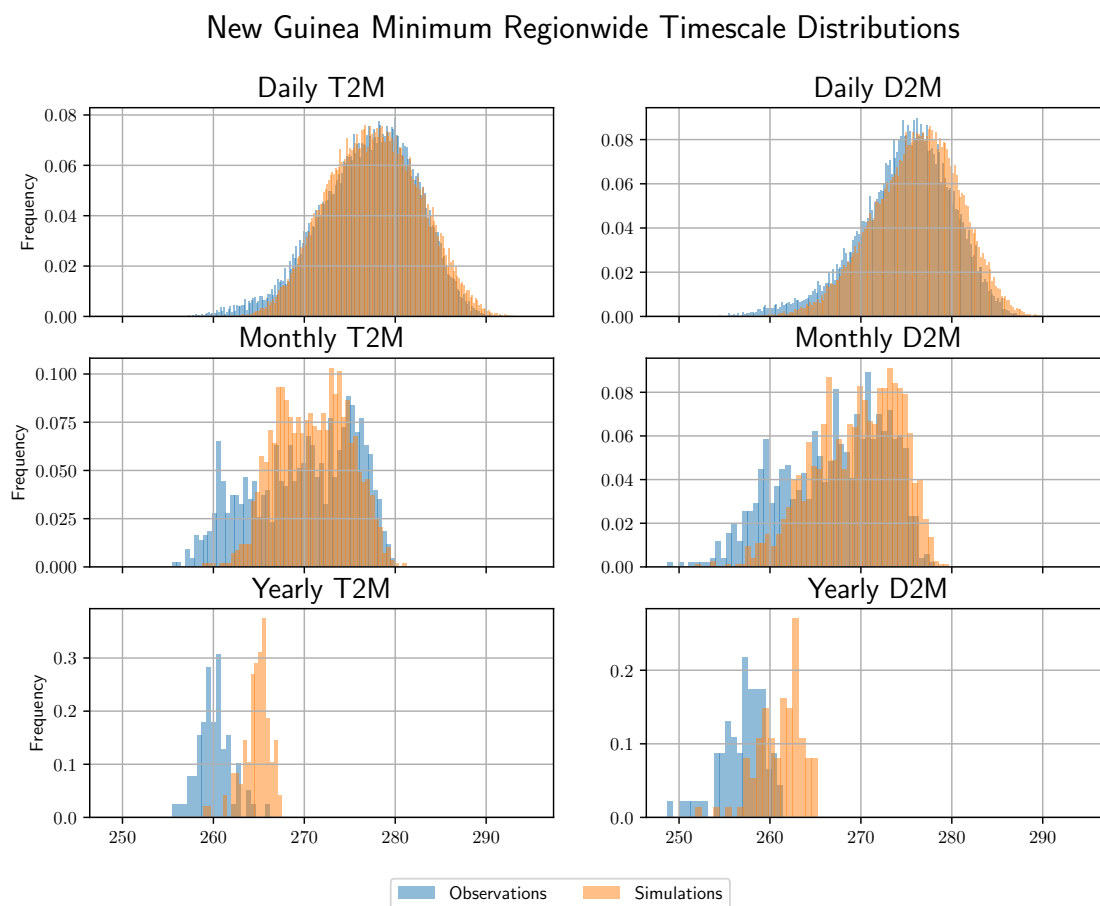 New Guinea Minimum Regionwide Timescale Distributions
Daily T2M
Daily D2M
0.08
0.06
0.04
0.02
0.00
Frequency
0.08
0.06
0.04
0.02
0.00
Monthly T2M
Monthly D2M
0.100
0.075
0.050
0.025
0.000
Frequency
0.08
0.06
0.04
0.02
0.00
Yearly T2M
Yearly D2M
0.3
0.2
0.1
0.0
Frequency
0.2
0.1
0.0
250 260 270 280 290
250 260 270 280 290
Observations Simulations